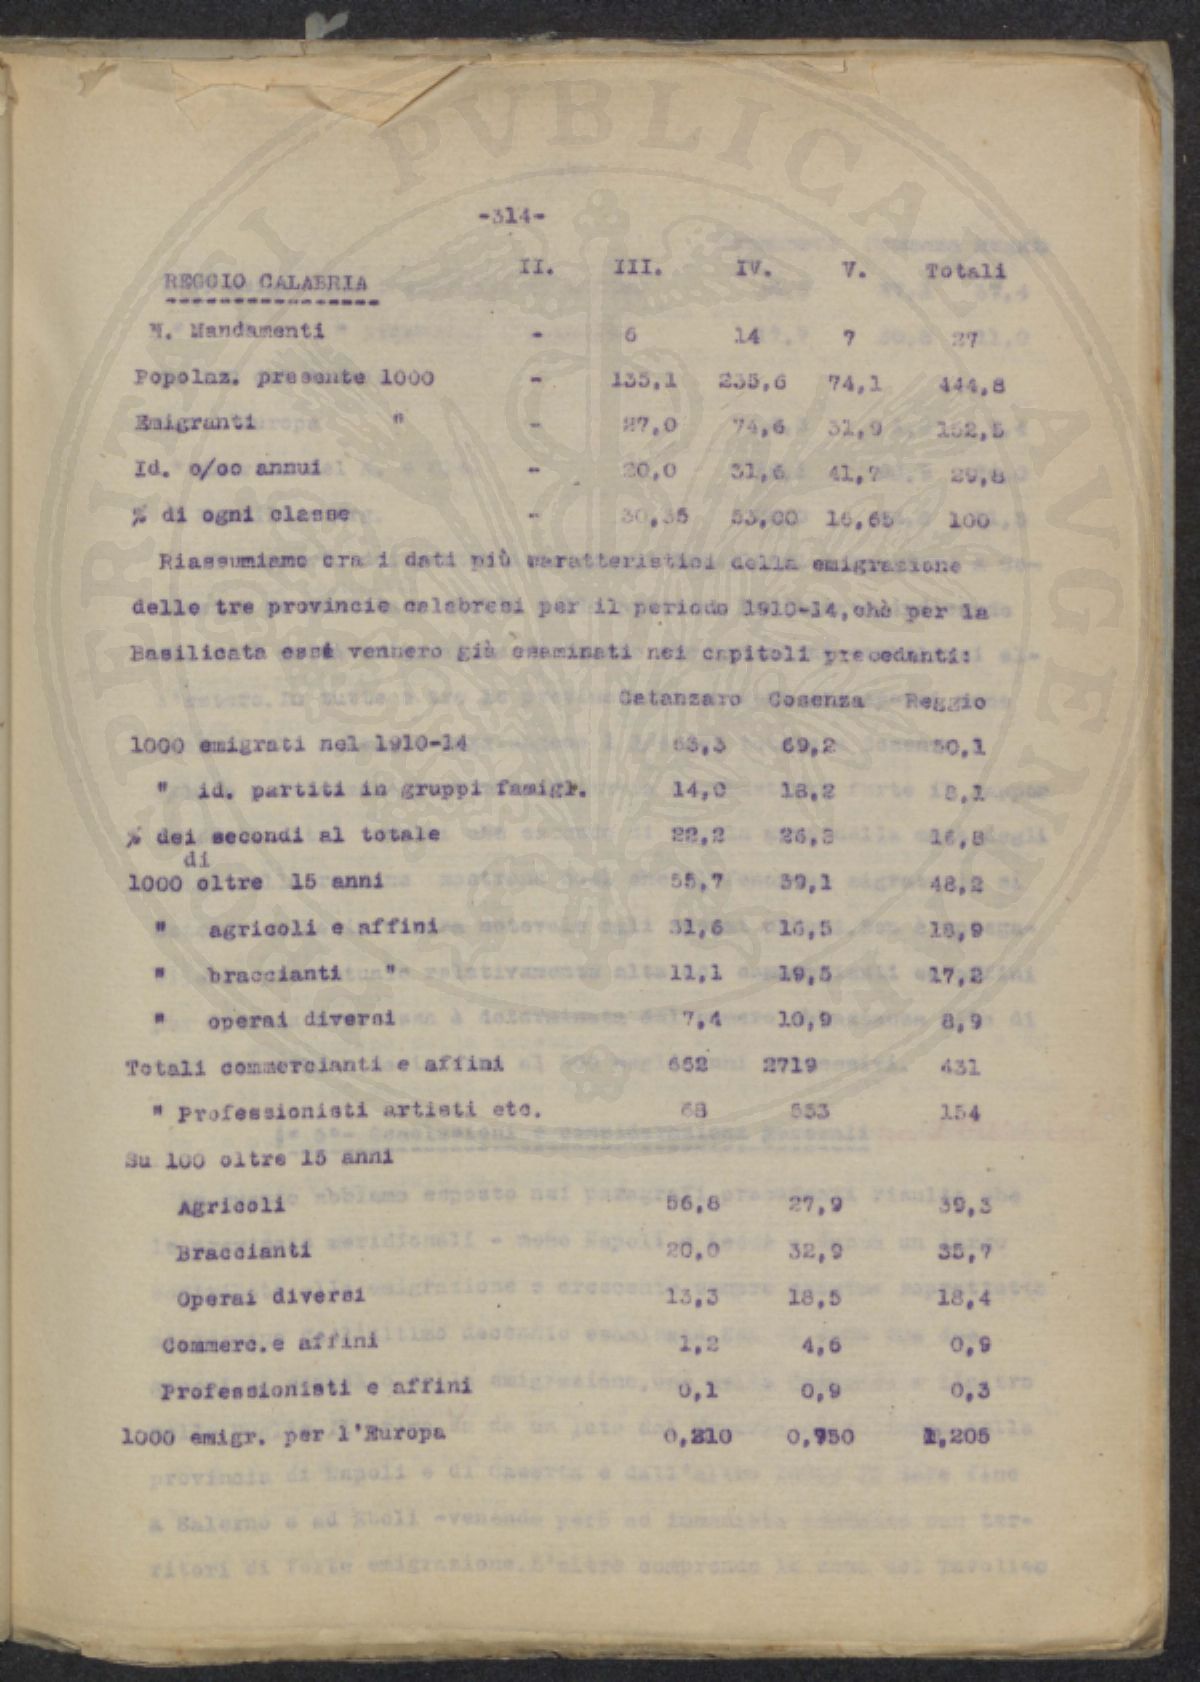 -314-
REGGIO CALABRIA II. III. IV. V. Totali
N. Mandamenti - 6 14 7 27
Popolaz. presente 1000 - 135,1 235,6 74,1 444,8
Emigranti " - 27,0 74,6 31,9 152,5
Id. o/oo annui - 20,0 31,6 41,7 29,8
% di ogni classe - 30,35 53,00 16,65 100
Riassumiamo ora i dati più caratteristici della emigrazione
delle tre provincie calabresi per il periodo 1910-14,chè per la
Basilicata essi vennero già esaminati nei capitoli precedanti:
Catanzaro Cosenza Reggio
1000 emigrati nel 1910-14 63,3 69,2 50,1
" id. partiti in gruppi famigl. 14,0 18,2 8,1
% dei secondi al totale 22,2 26,3 16,8
di
1000 oltre 15 anni 55,7 59,1 48,2
" agricoli e affini 31,6 16,5 18,9
" braccianti " 11,1 19,5 17,2
" operai diversi 7,4 10,9 8,9
Totali commercianti e affini 652 2719 431
" Professionisti artisti etc. 68 553 154
Su 100 oltre 15 anni
Agricoli 56,8 27,9 39,3
Braccianti 20,0 32,9 35,7
Operai diversi 13,3 18,5 18,4
Commerc.e affini 1,2 4,6 0,9
Professionisti e affini 0,1 0,9 0,3
1000 emigr. per l'Europa 0,210 0,950 1,205